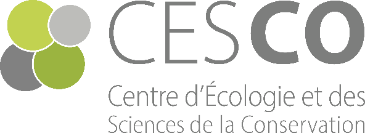 CESCO
Centre d'Écologie et des
Sciences de la Conservation